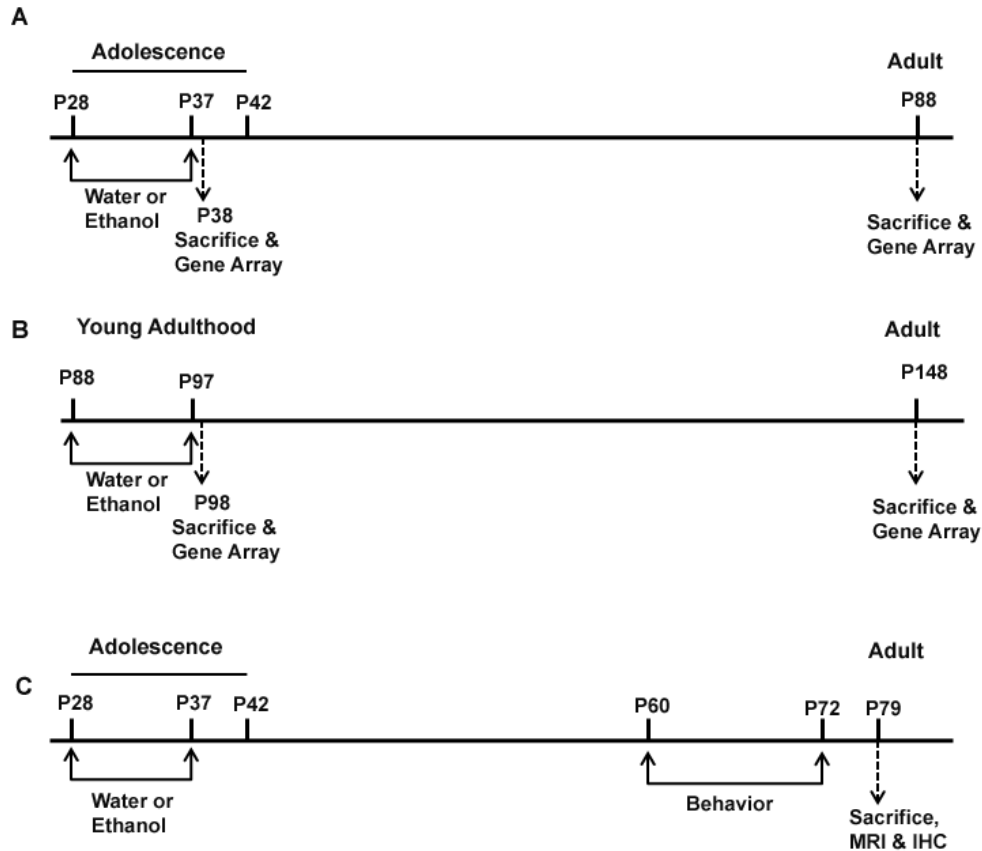 A
Adolescence
Adult
P28
P37
P42
P88
Water or
Ethanol
P38
Sacrifice &
Gene Array
Sacrifice &
Gene Array
B
Young Adulthood
Adult
P88
P97
P148
Water or
Ethanol
P98
Sacrifice &
Gene Array
Sacrifice &
Gene Array
Adolescence
Adult
C
P28
P37
P42
P60
P72
P79
Water or
Ethanol
Behavior
Sacrifice,
MRI & IHC